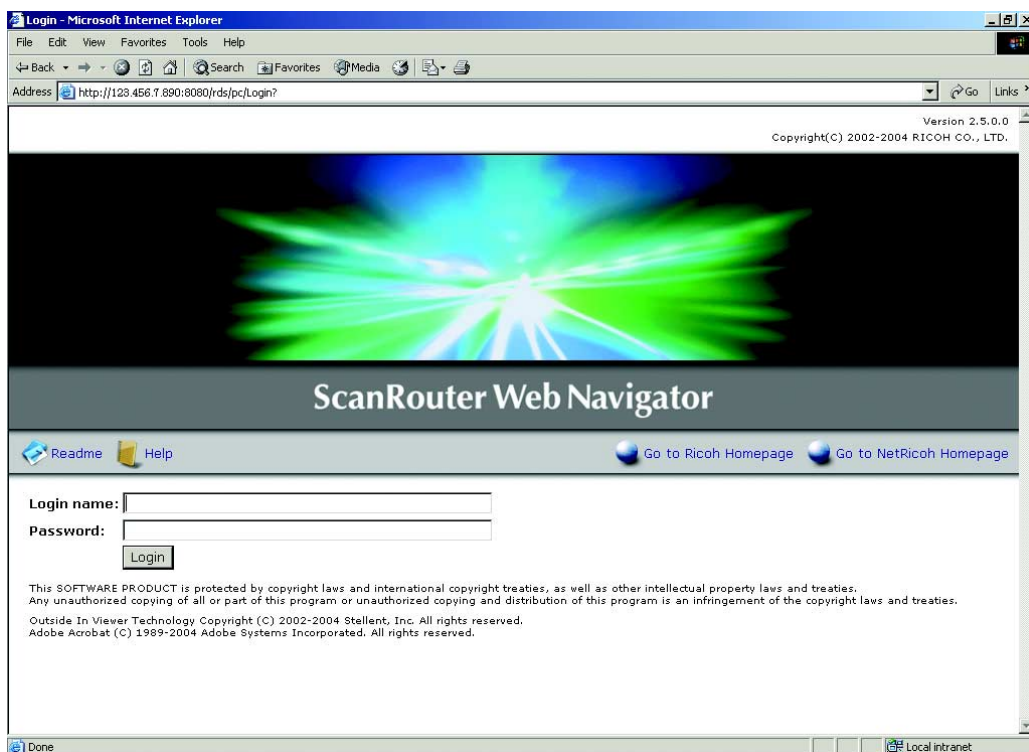 Login - Microsoft Internet Explorer
File Edit View Favorites Tools Help
Back Search Favorites Media
Address http://123.456.7.890:8080/rds/pc/Login? Go Links
Version 2.5.0.0
Copyright(C) 2002-2004 RICOH CO., LTD.
ScanRouter Web Navigator
Readme Help Go to Ricoh Homepage Go to NetRicoh Homepage
Login name:
Password:
Login
This SOFTWARE PRODUCT is protected by copyright laws and international copyright treaties, as well as other intellectual property laws and treaties.
Any unauthorized copying of all or part of this program or unauthorized copying and distribution of this program is an infringement of the copyright laws and treaties.
Outside In Viewer Technology Copyright (C) 2002-2004 Stellent, Inc. All rights reserved.
Adobe Acrobat (C) 1989-2004 Adobe Systems Incorporated. All rights reserved.
Done Local intranet